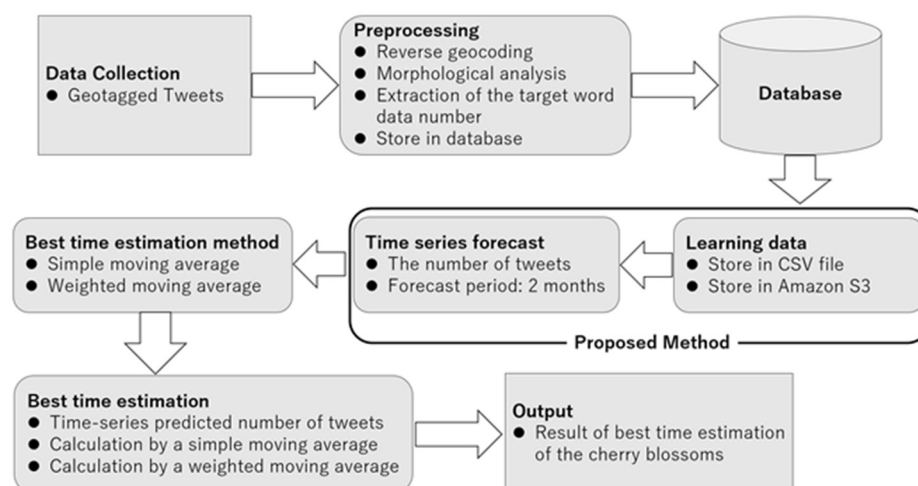 Data Collection
● Geotagged Tweets
Preprocessing
● Reverse geocoding
● Morphological analysis
● Extraction of the target word
data number
● Store in database
Database
Best time estimation method
● Simple moving average
● Weighted moving average
Time series forecast
● The number of tweets
● Forecast period: 2 months
Learning data
● Store in CSV file
● Store in Amazon S3
Proposed Method
Best time estimation
● Time-series predicted number of tweets
● Calculation by a simple moving average
● Calculation by a weighted moving average
Output
● Result of best time estimation
of the cherry blossoms